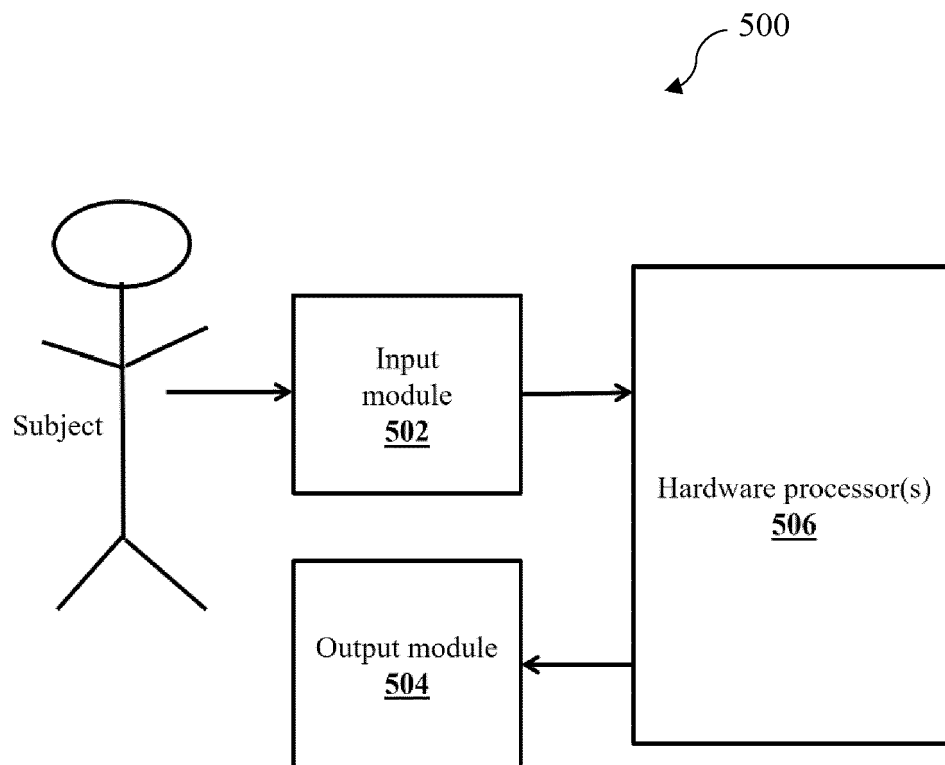 500
Subject
Input
module
502
Hardware processor(s)
506
Output module
504